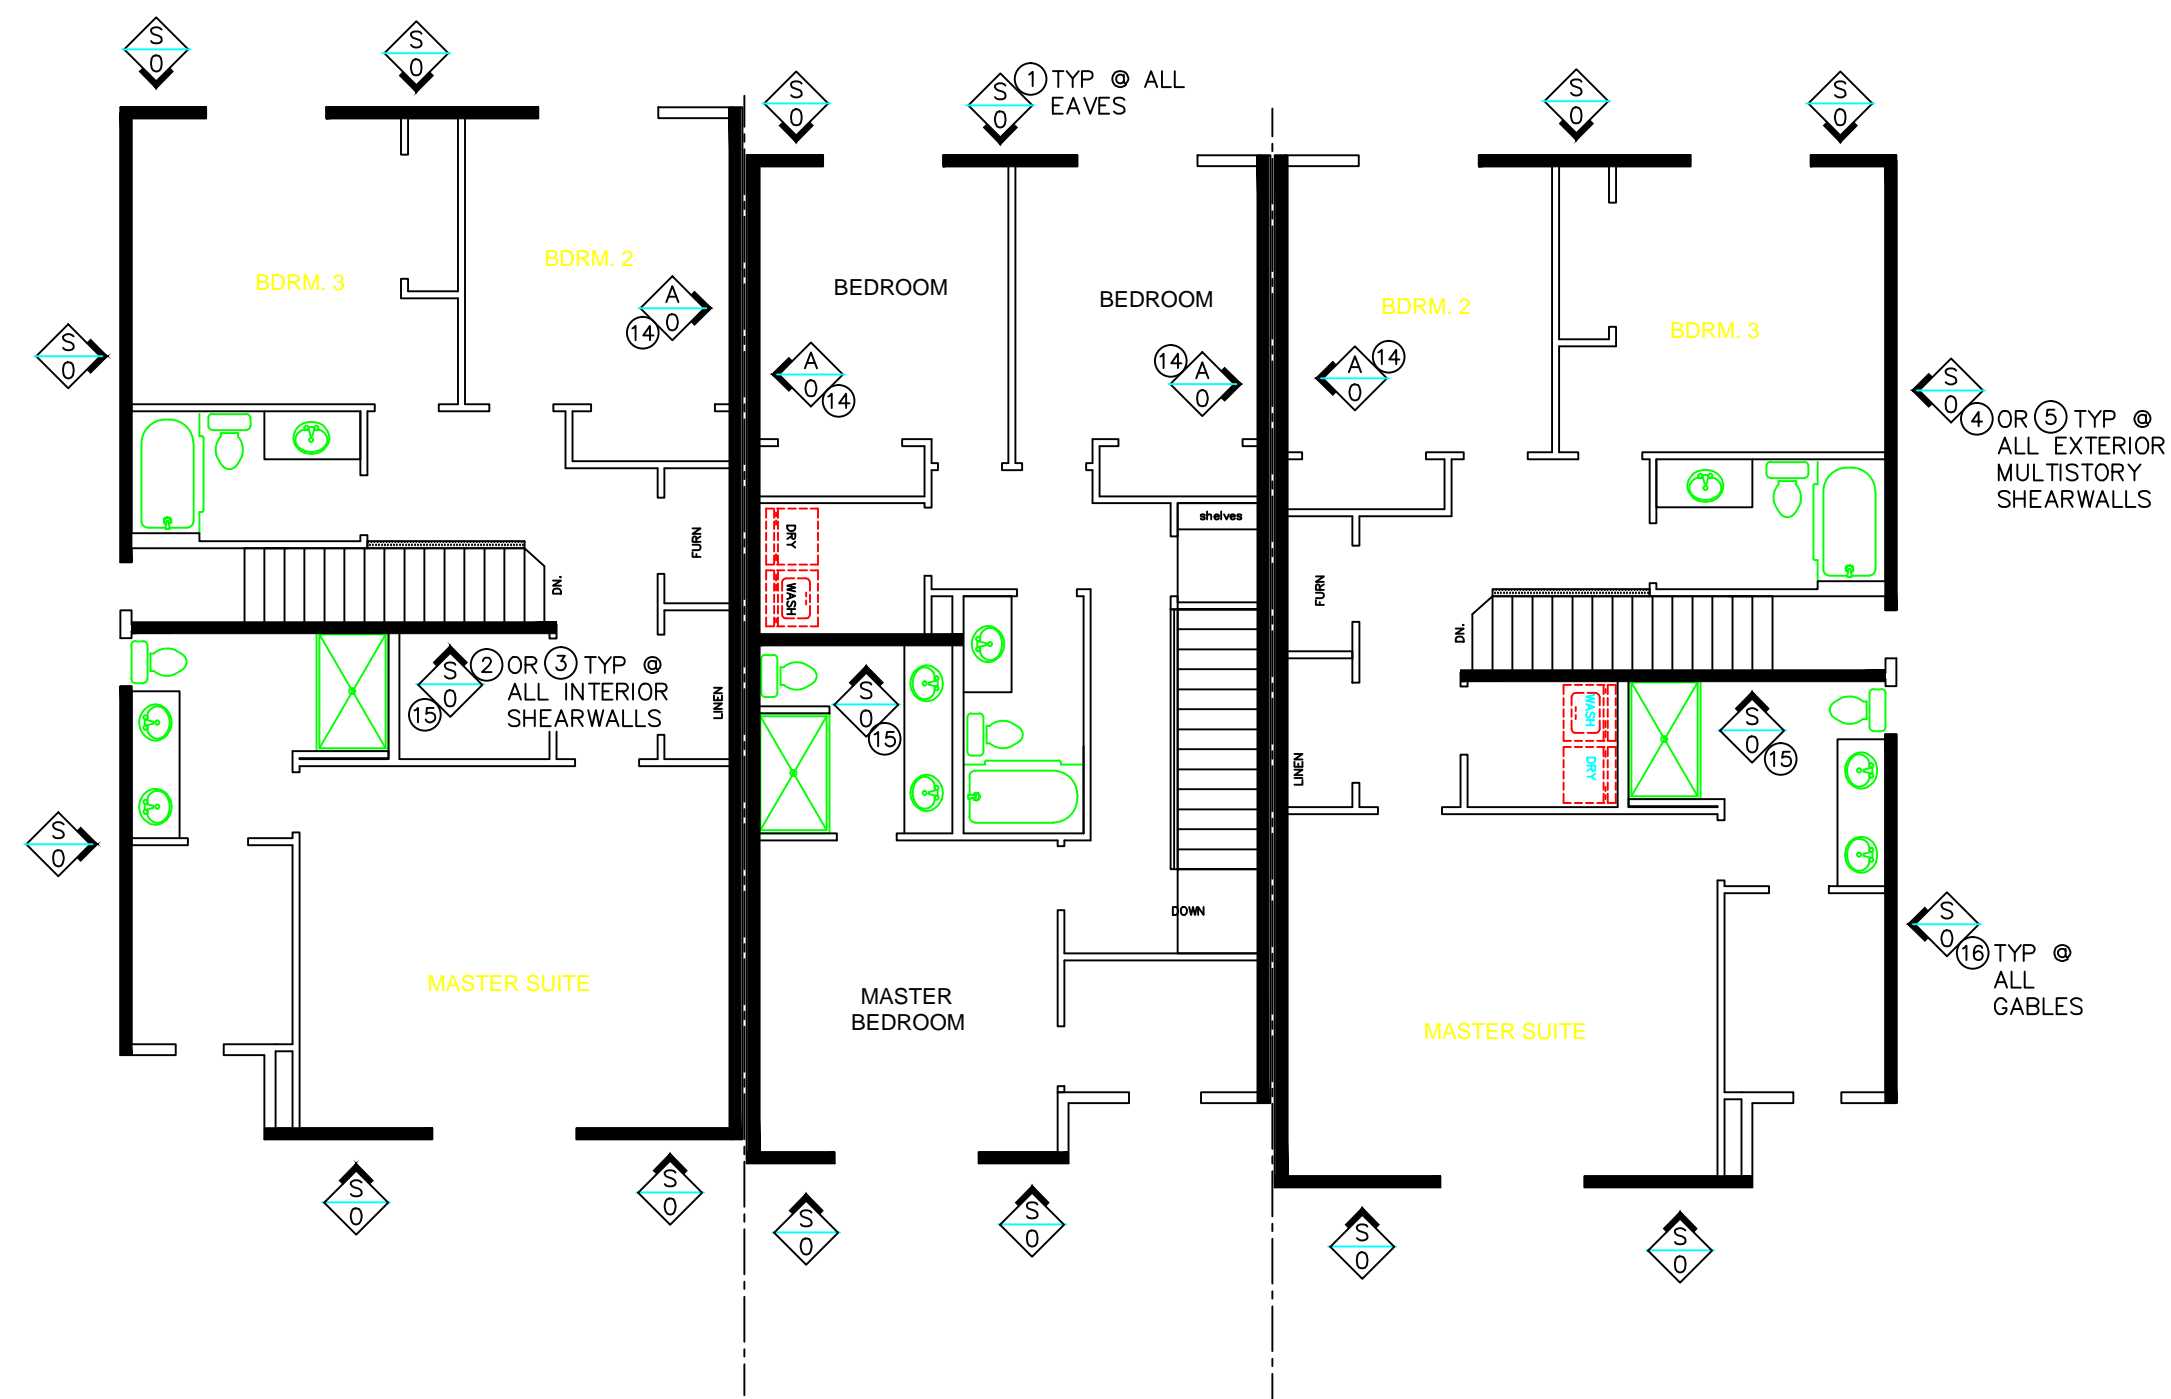 S
0
S
0
S
0
S
0
1 TYP @ ALL
EAVES
S
0
S
0
BDRM. 3
BDRM. 2
A
0
14
BEDROOM
BEDROOM
BDRM. 2
BDRM. 3
S
0
A
0
14
14
A
0
A
0
14
S
0
4 OR 5 TYP @
ALL EXTERIOR
MULTISTORY
SHEARWALLS
shelves
DRY
WASH
FURN
DN.
FURN
DN.
S
0
15
2 OR 3 TYP @
ALL INTERIOR
SHEARWALLS
LINEN
S
0
15
LINEN
WASH
DRY
S
0
15
S
0
DOWN
S
0
16 TYP @
ALL
GABLES
MASTER SUITE
MASTER
BEDROOM
MASTER SUITE
S
0
S
0
S
0
S
0
S
0
S
0